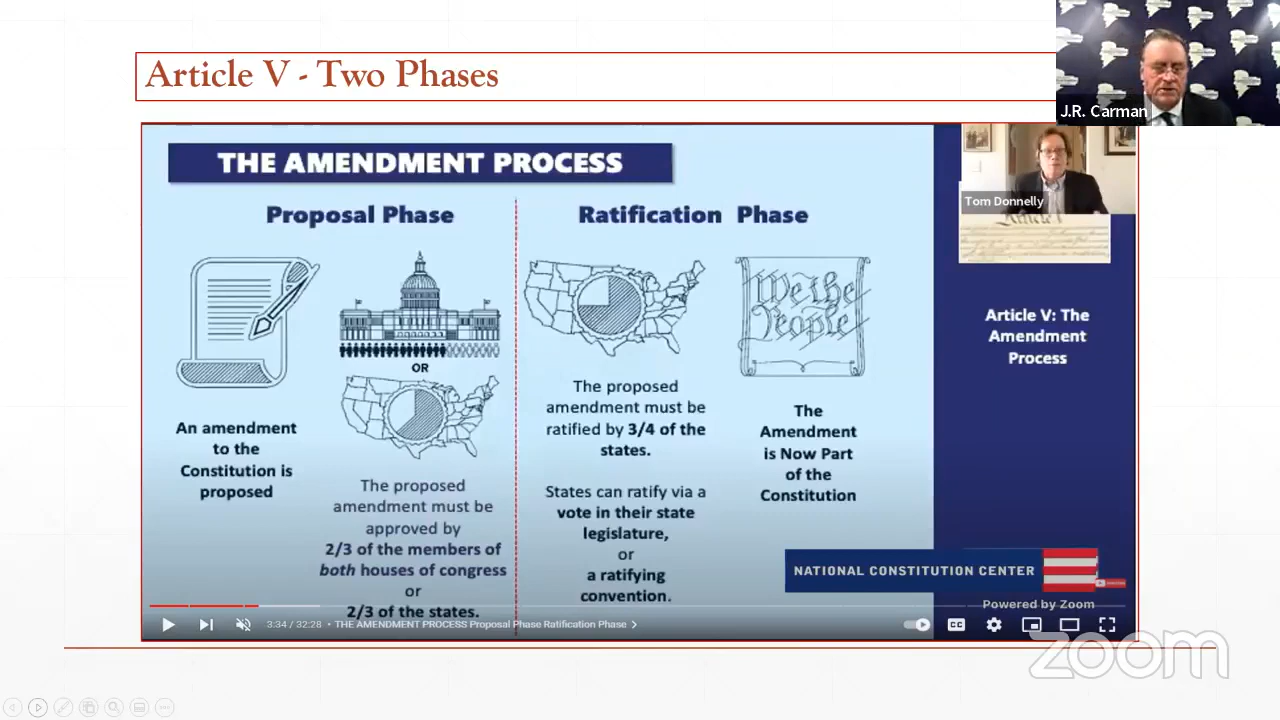 Article V - Two Phases
J.R. Carman
THE AMENDMENT PROCESS
Proposal Phase
An amendment
to the
Constitution is
proposed
OR
The proposed
amendment must be
approved by
2/3 of the members of
both houses of congress
or
2/3 of the states.
Ratification Phase
The proposed
amendment must be
ratified by 3/4 of the
states.
States can ratify via a
vote in their state
legislature,
or
a ratifying
convention.
We the
People
The
Amendment
is Now Part
of the
Constitution
Tom Donnelly
Article V: The
Amendment
Process
NATIONAL CONSTITUTION CENTER
Powered by Zoom
3:34 / 32:28 • THE AMENDMENT PROCESS Proposal Phase Ratification Phase
CC
zoom